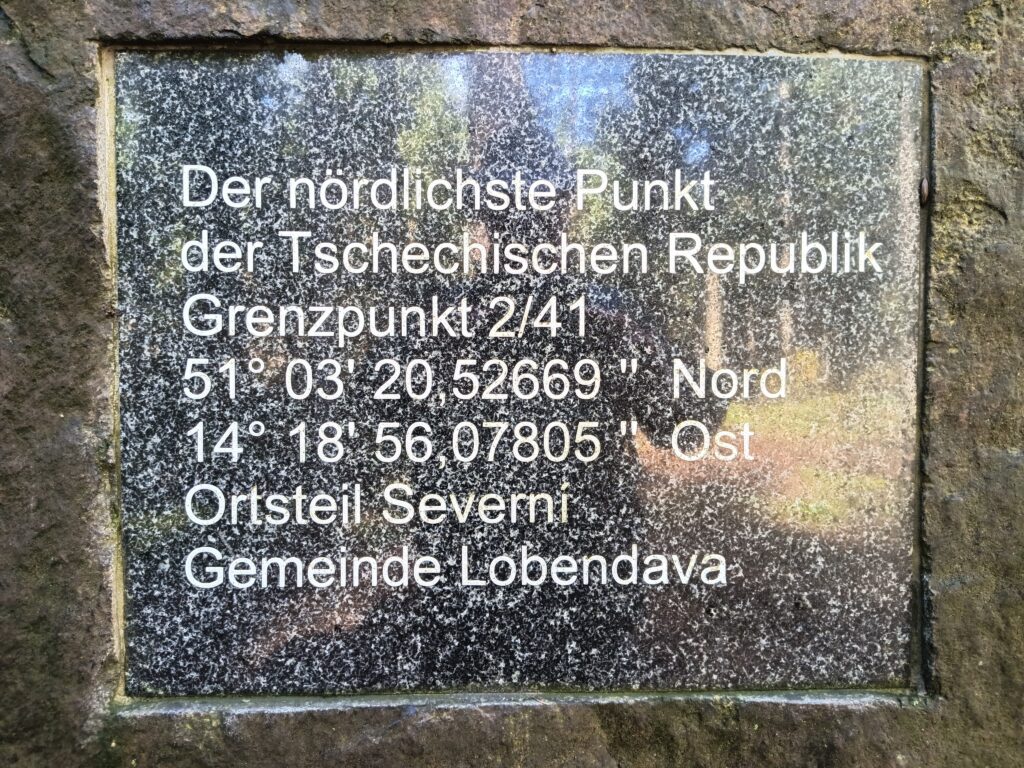 Der nördlichste Punkt
der Tschechischen Republik
Grenzpunkt 2/41
51° 03' 20,52669 " Nord
14° 18' 56,07805 " Ost
Ortsteil Severní
Gemeinde Lobendava